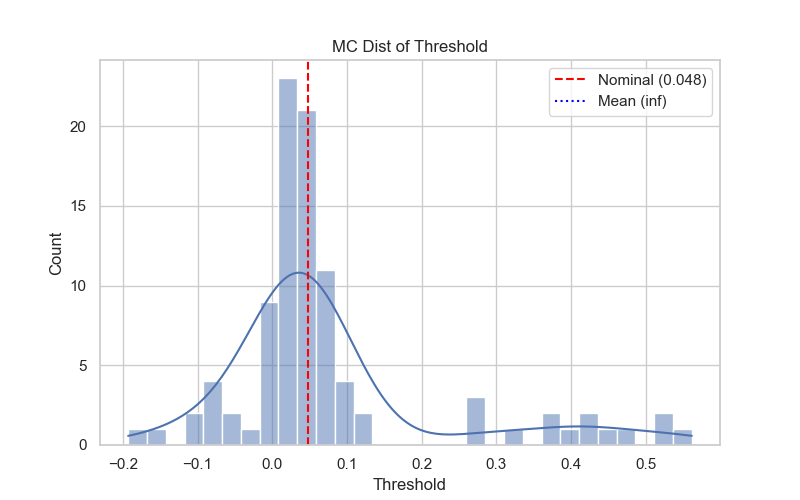 MC Dist of Threshold
Nominal (0.048)
Mean (inf)
Count
20
15
10
5
0
−0.2
−0.1
0.0
0.1
0.2
0.3
0.4
0.5
Threshold